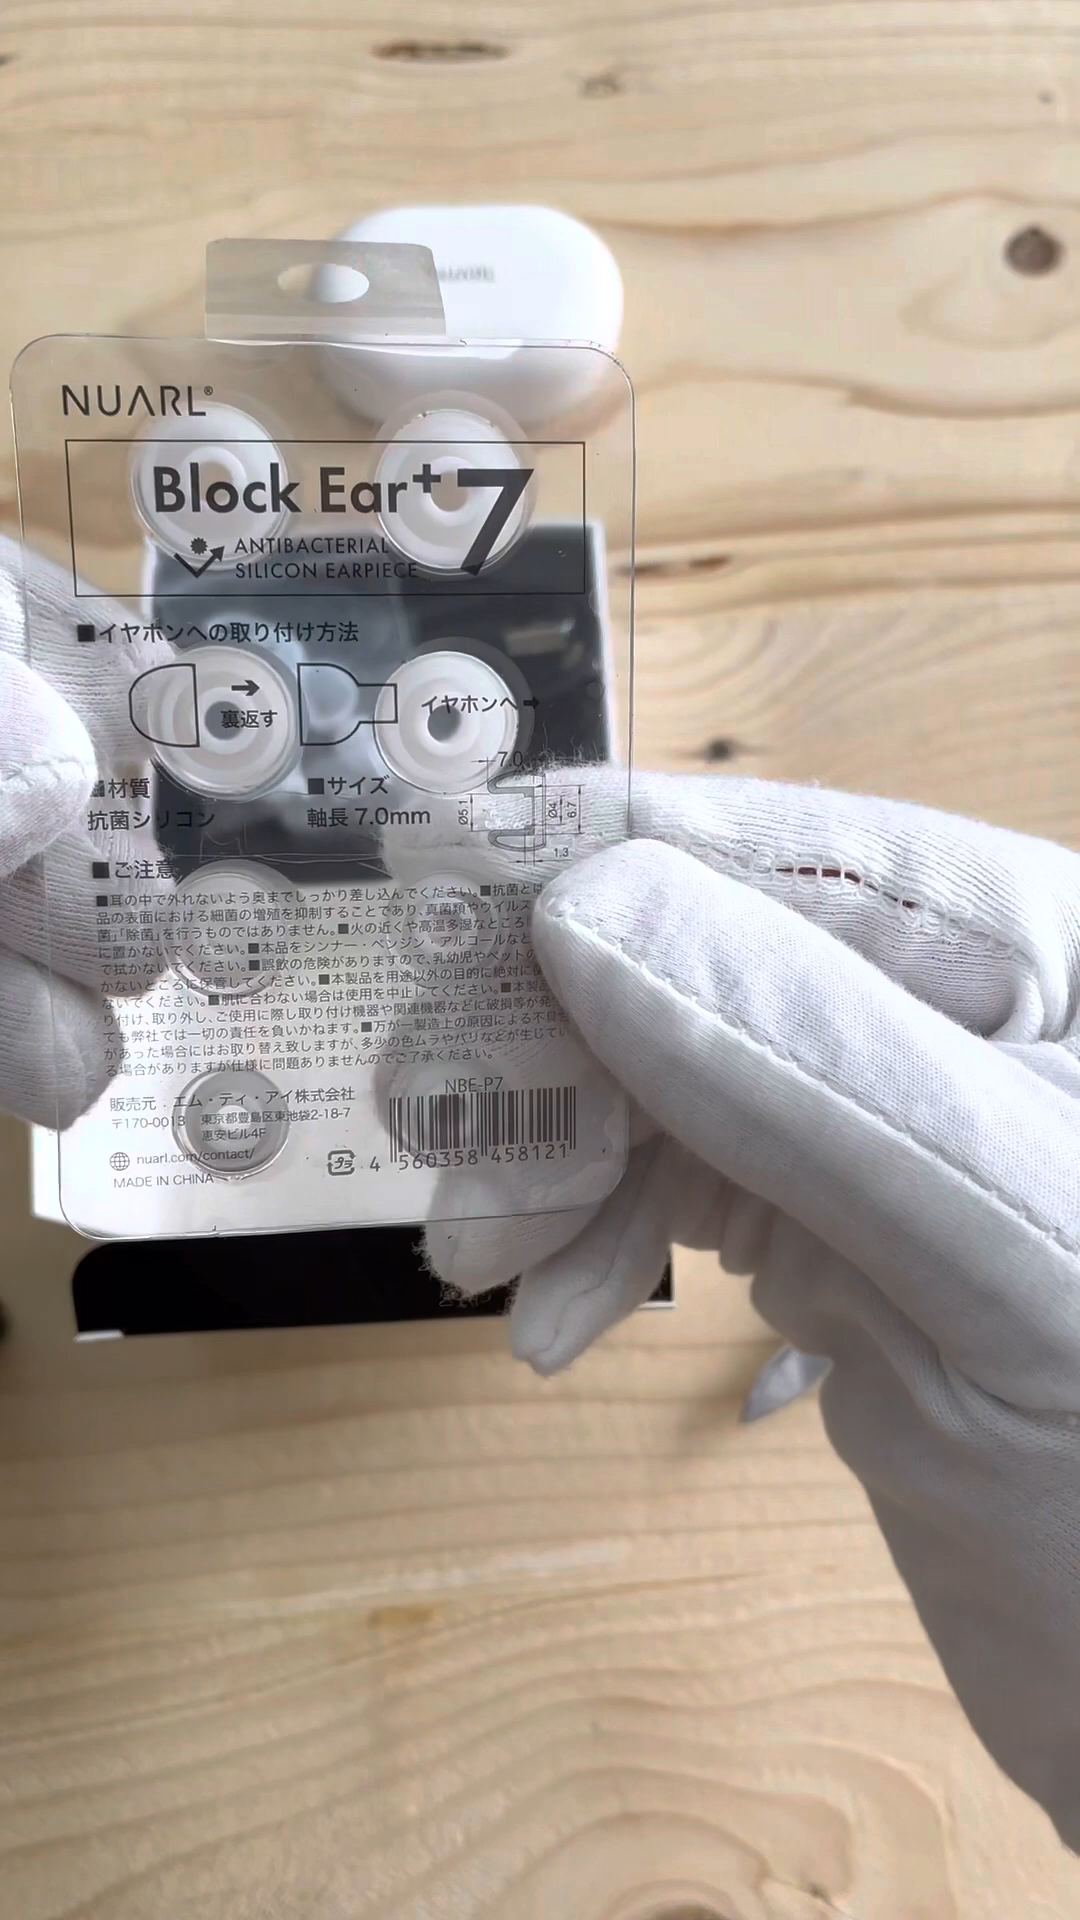 NUARL®
Block Ear+7
ANTIBACTERIAL
SILICON EARPIECE
■イヤホンへの取り付け方法
→
裏返す
イヤホンへ→
7.0
■材質
■サイズ
抗菌シリコン
軸長 7.0mm
Ø5.1
Ø4
6.7
1.3
■ご注意
■耳の中で外れないよう奥までしっかり差し込んでください。■抗菌とは
品の表面における細菌の増殖を抑制することであり、真菌類やウイルス
菌」「除菌」を行うものではありません。■火の近くや高温多湿なところ
に置かないでください。■本品をシンナー・ベンジン・アルコールなど
で拭かないでください。■誤飲の危険がありますので、乳幼児やペットの
かないところに保管してください。■本製品を用途以外の目的に絶対に
ないでください。■肌に合わない場合は使用を中止してください。■本製品
り付け、取り外し、ご使用に際し取り付け機器や関連機器などに破損等が発
ても弊社では一切の責任を負いかねます。■万が一製造上の原因による不良
があった場合にはお取り替え致しますが、多少の色ムラやバリなどが生じてい
る場合がありますが仕様に問題ありませんのでご了承ください。
NBE-P7
販売元．エム・ティ・アイ株式会社
〒170-0013 東京都豊島区東池袋2-18-7
恵安ビル4F
nuarl.com/contact/
プラ
4 560358 458121
MADE IN CHINA